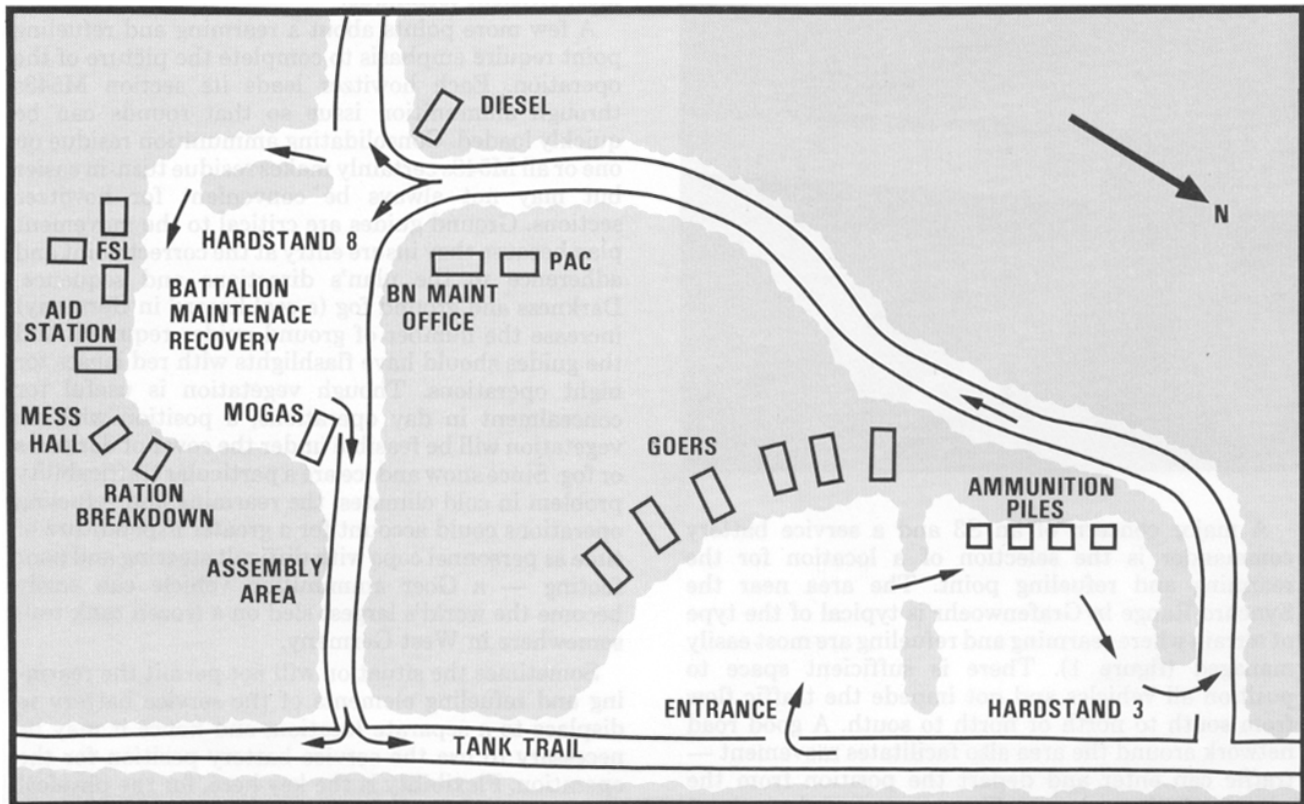 DIESEL
N
HARDSTAND 8
FSL
PAC
BN MAINT
OFFICE
BATTALION
MAINTENACE
RECOVERY
AID
STATION
MESS
HALL
MOGAS
RATION
BREAKDOWN
GOERS
AMMUNITION
PILES
ASSEMBLY
AREA
ENTRANCE
HARDSTAND 3
TANK TRAIL